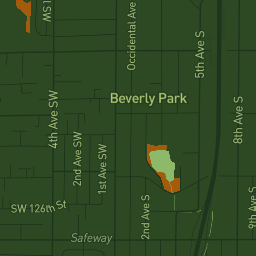 1 SW
Occidental Ave
5th Ave S
Beverly Park
8th Ave S
4th Ave SW
2nd Ave SW
1st Ave SW
SW 126th St
2nd Ave S
9th Ave S
Safeway